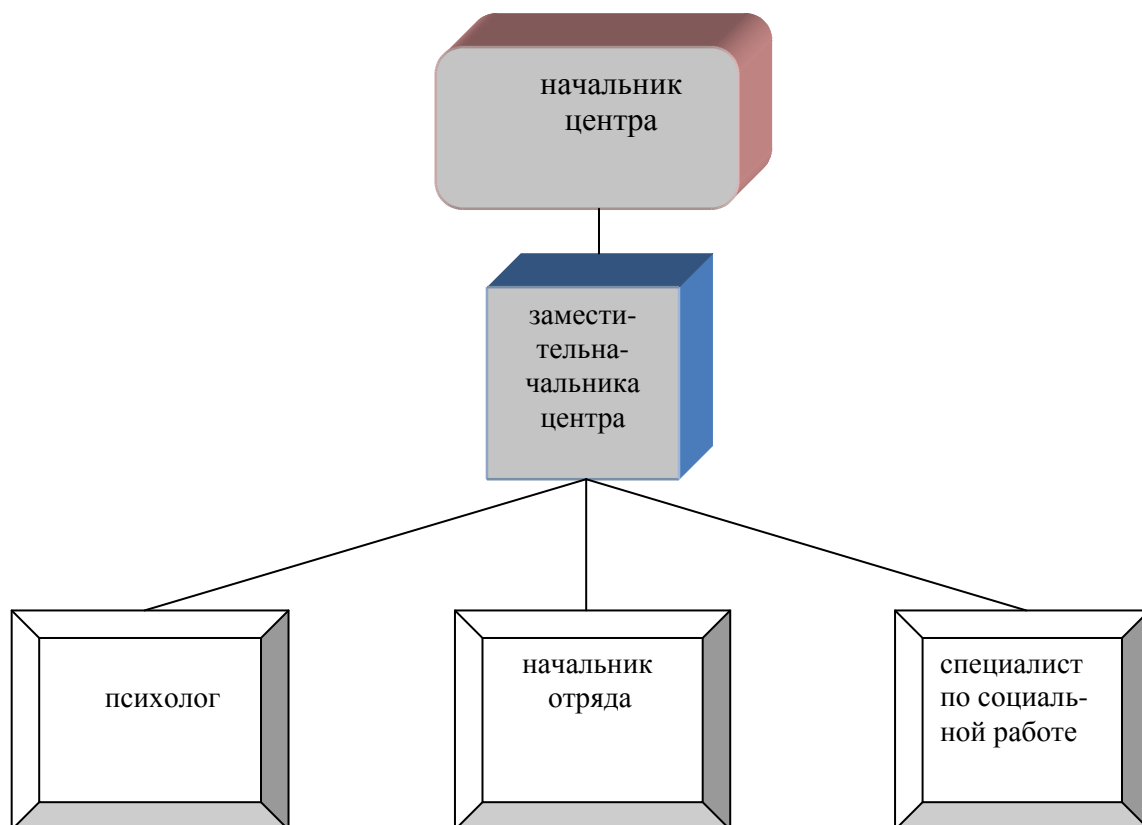 начальник
центра
замести-
тельна-
чальника
центра
психолог
начальник
отряда
специалист
по социаль-
ной работе